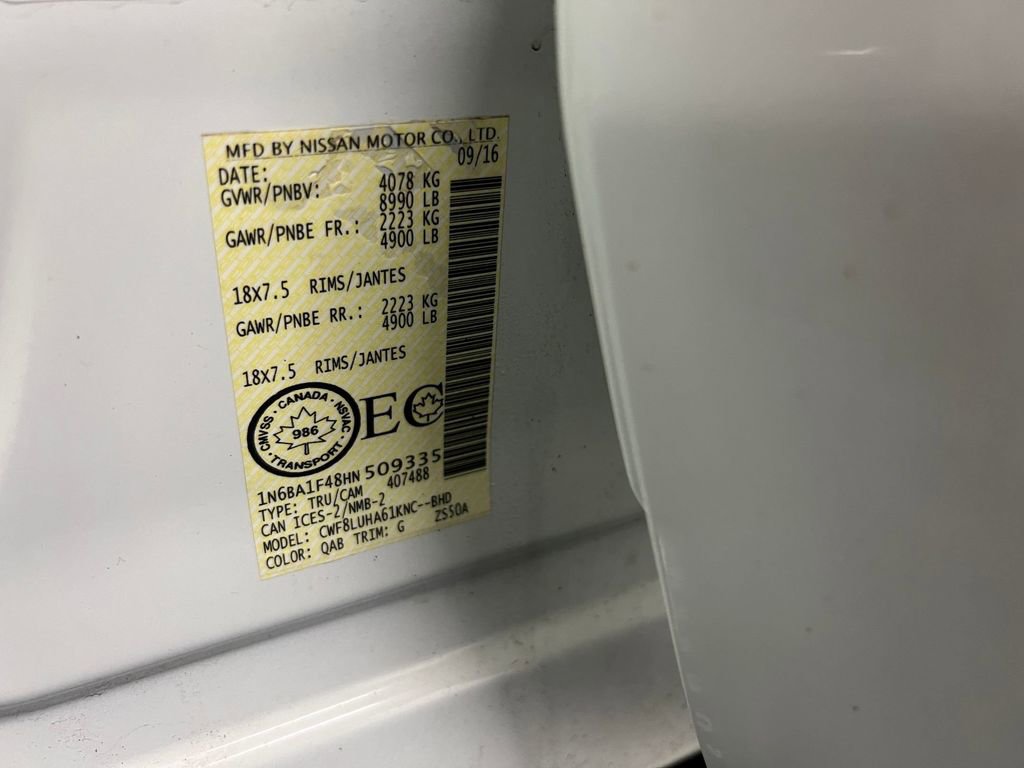 MFD BY NISSAN MOTOR CO., LTD.
DATE: 09/16
GVWR/PNBV: 4078 KG
8990 LB
GAWR/PNBE FR.: 2223 KG
4900 LB
18X7.5 RIMS/JANTES
GAWR/PNBE RR.: 2223 KG
4900 LB
18X7.5 RIMS/JANTES
CANADA · NSVAC · TRANSPORT · CMVSS ·
986
EC
1N6BA1F48HN509335
TYPE: TRU/CAM 407488
CAN ICES-2/NMB-2
MODEL: CWF8LUHA61KNC--BHD
COLOR: QAB TRIM: G ZS50A